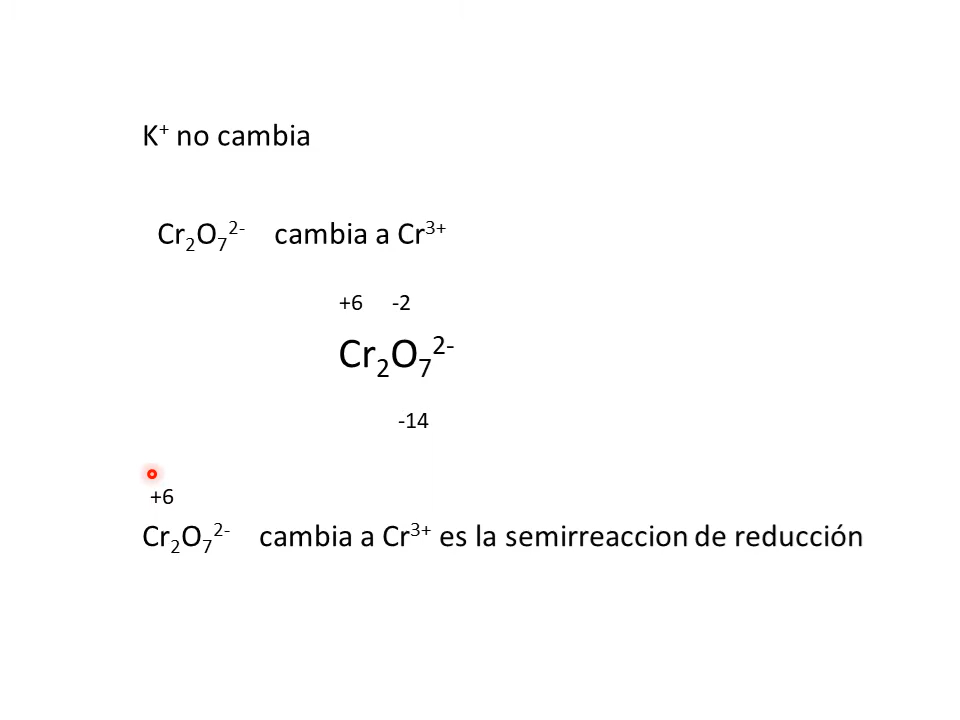 K⁺ no cambia
Cr₂O₇²⁻ cambia a Cr³⁺
+6 -2
Cr₂O₇²⁻
-14
+6
Cr₂O₇²⁻ cambia a Cr³⁺ es la semirreaccion de reducción